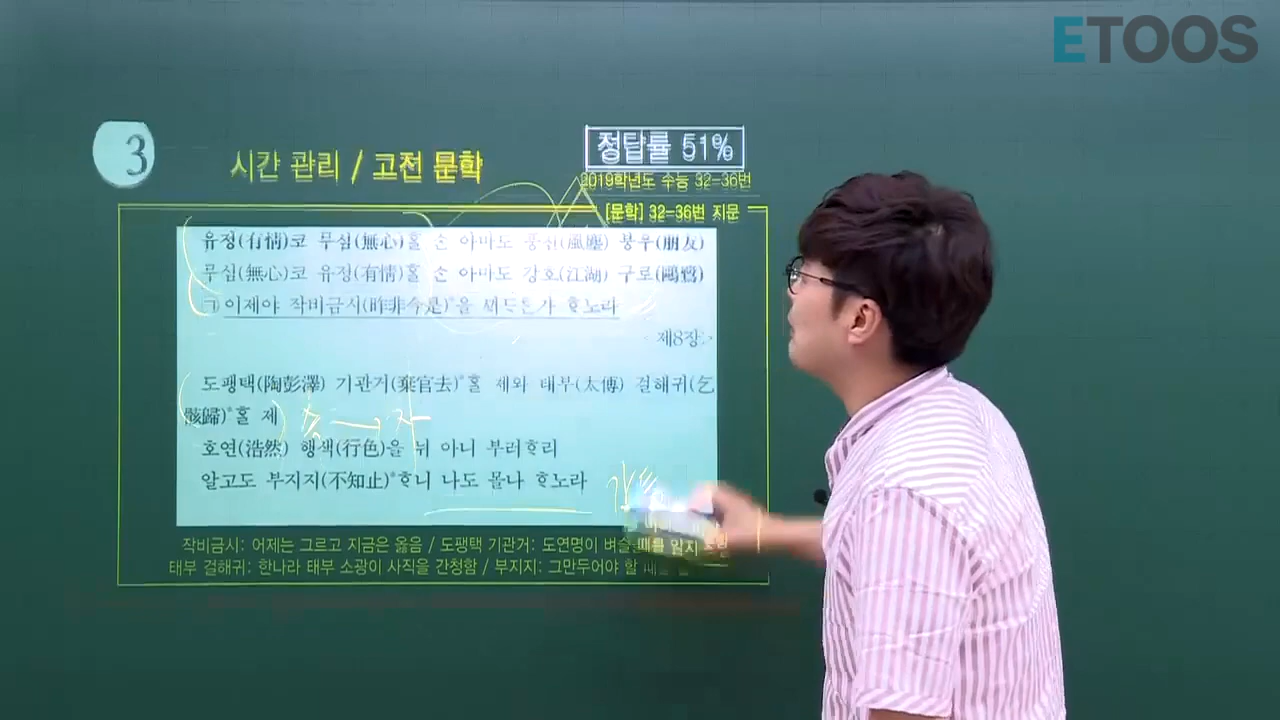 ETOOS
3
시간 관리 / 고전 문학
정답률 51%
2019학년도 수능 32-36번
[문학] 32-36번 지문
유정(有情)코 무심(無心)홀 손 아마도 풍진(風塵) 붕우(朋友)
무심(無心)코 유정(有情)홀 손 아마도 강호(江湖) 구로(鷗鷺)
㉠ 이제야 작비금시(昨非今是)*을 ᄒᆞ노라
<제8장>
도팽택(陶彭澤) 기관거(棄官去)*홀 제와 태부(太傅) 걸해귀(乞
骸歸)*홀 제
호연(浩然) 행색(行色)을 뉘 아니 부러ᄒᆞ리
알고도 부지지(不知止)*ᄒᆞ니 나도 몰나 ᄒᆞ노라
작비금시: 어제는 그르고 지금은 옳음 / 도팽택 기관거: 도연명이
태부 걸해귀: 한나라 태부 소광이 사직을 간청함 / 부지지: 그만두어야 할